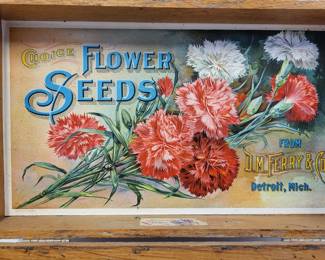 CHOICE
FLOWER
SEEDS
FROM
D.M. FERRY & CO
Detroit, Mich.